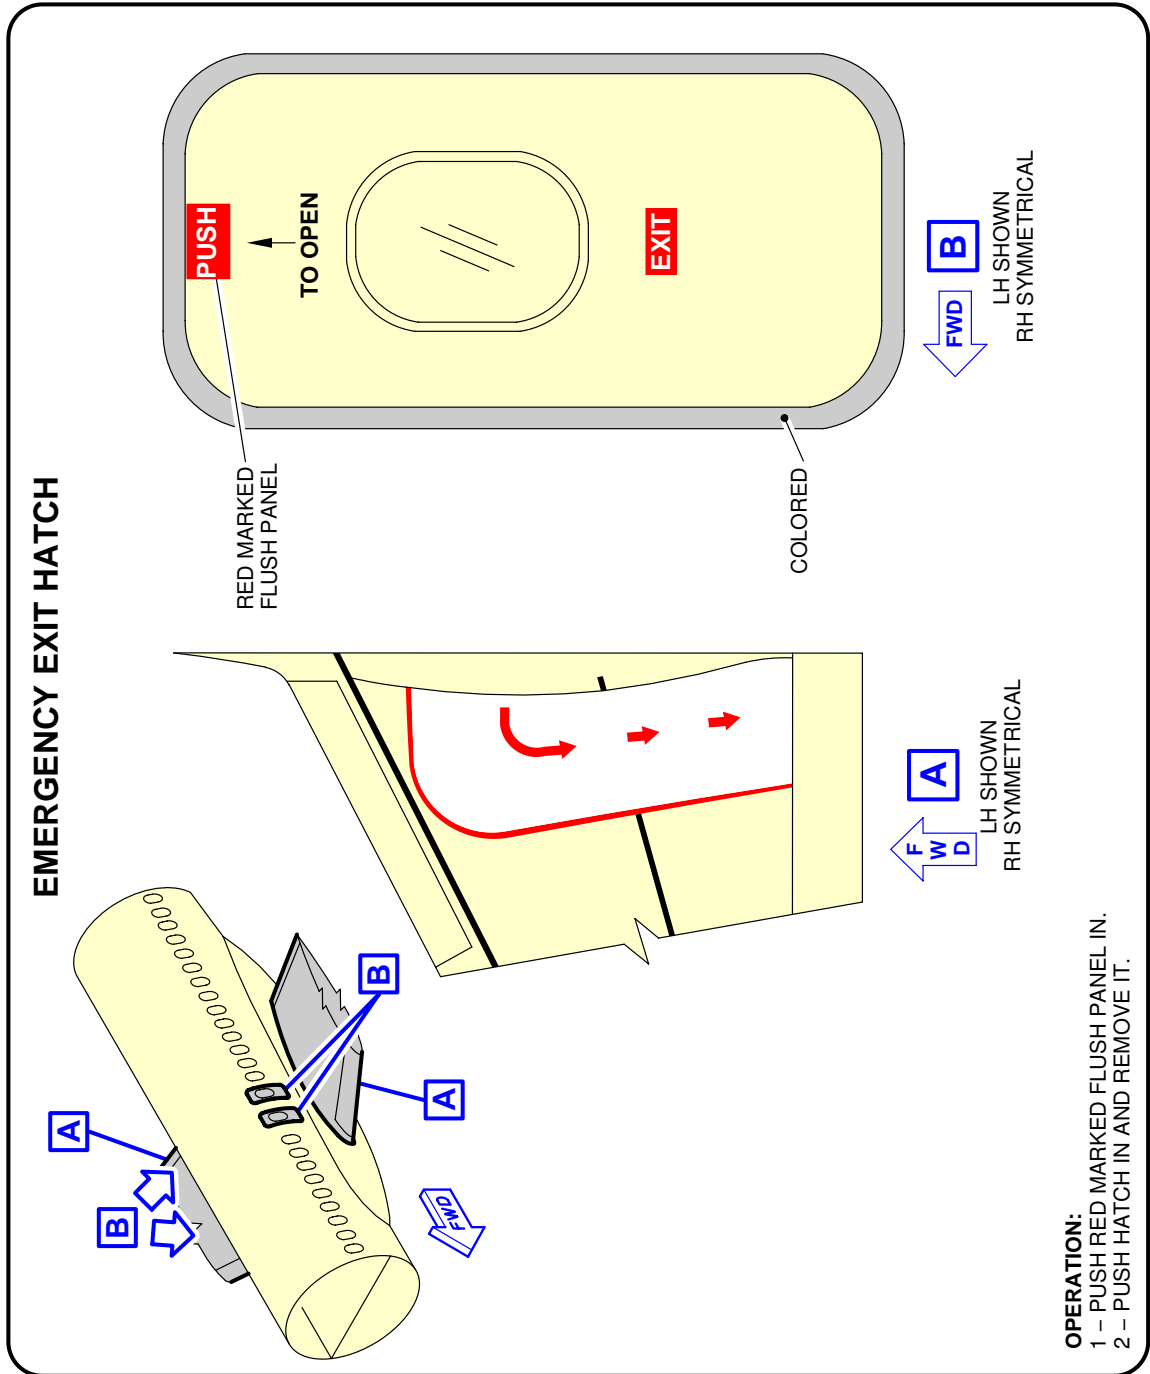 EMERGENCY EXIT HATCH
A
B
B
A
FWD
F
W
D
A
LH SHOWN
RH SYMMETRICAL
RED MARKED
FLUSH PANEL
PUSH
TO OPEN
EXIT
COLORED
FWD
B
LH SHOWN
RH SYMMETRICAL
OPERATION:
1 – PUSH RED MARKED FLUSH PANEL IN.
2 – PUSH HATCH IN AND REMOVE IT.